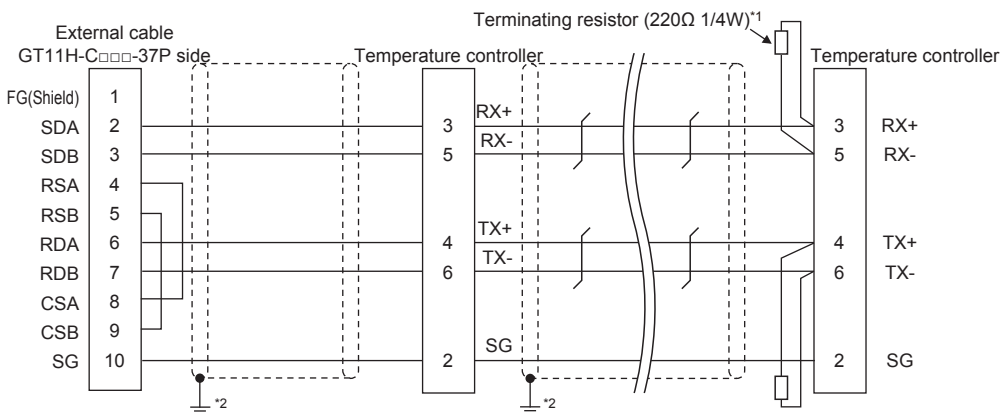 Terminating resistor (220Ω 1/4W)*1
External cable
GT11H-C□□□-37P side
Temperature controller
Temperature controller
FG(Shield) 1
SDA 2 3 RX+ 3 RX+
SDB 3 5 RX- 5 RX-
RSA 4
RSB 5
RDA 6 4 TX+ 4 TX+
RDB 7 6 TX- 6 TX-
CSA 8
CSB 9
SG 10 2 SG 2 SG
*2
*2